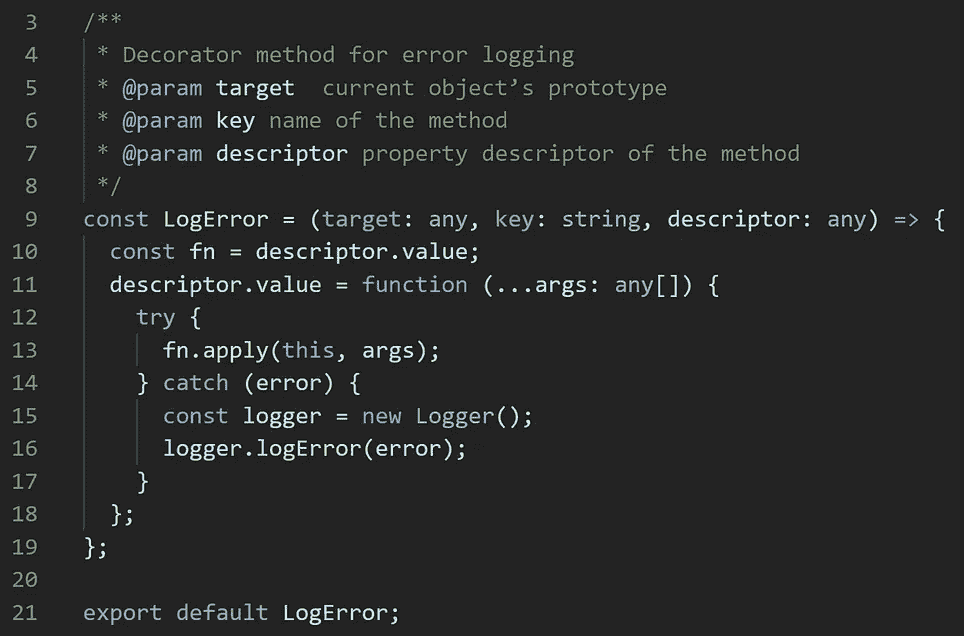 3 /**
4  * Decorator method for error logging
5  * @param target  current object’s prototype
6  * @param key name of the method
7  * @param descriptor property descriptor of the method
8  */
9 const LogError = (target: any, key: string, descriptor: any) => {
10   const fn = descriptor.value;
11   descriptor.value = function (...args: any[]) {
12     try {
13       fn.apply(this, args);
14     } catch (error) {
15       const logger = new Logger();
16       logger.logError(error);
17     }
18   };
19 };
20
21 export default LogError;